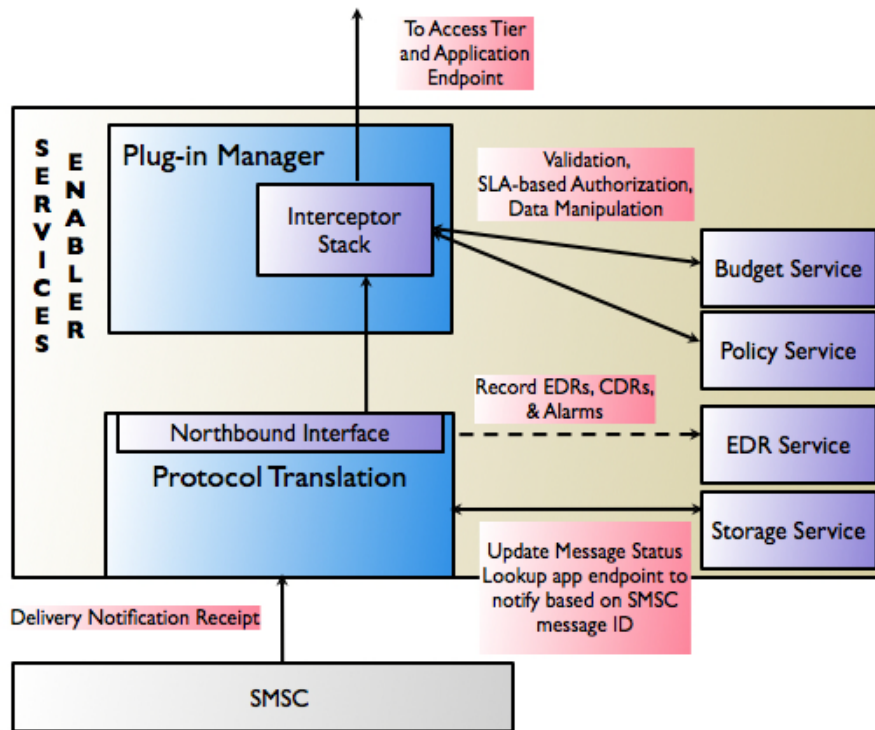 To Access Tier
and Application
Endpoint
SERVICES
ENABLER
Plug-in Manager
Validation,
SLA-based Authorization,
Data Manipulation
Interceptor
Stack
Budget Service
Policy Service
Record EDRs, CDRs,
& Alarms
Northbound Interface
EDR Service
Protocol Translation
Storage Service
Update Message Status
Lookup app endpoint to
notify based on SMSC
message ID
Delivery Notification Receipt
SMSC